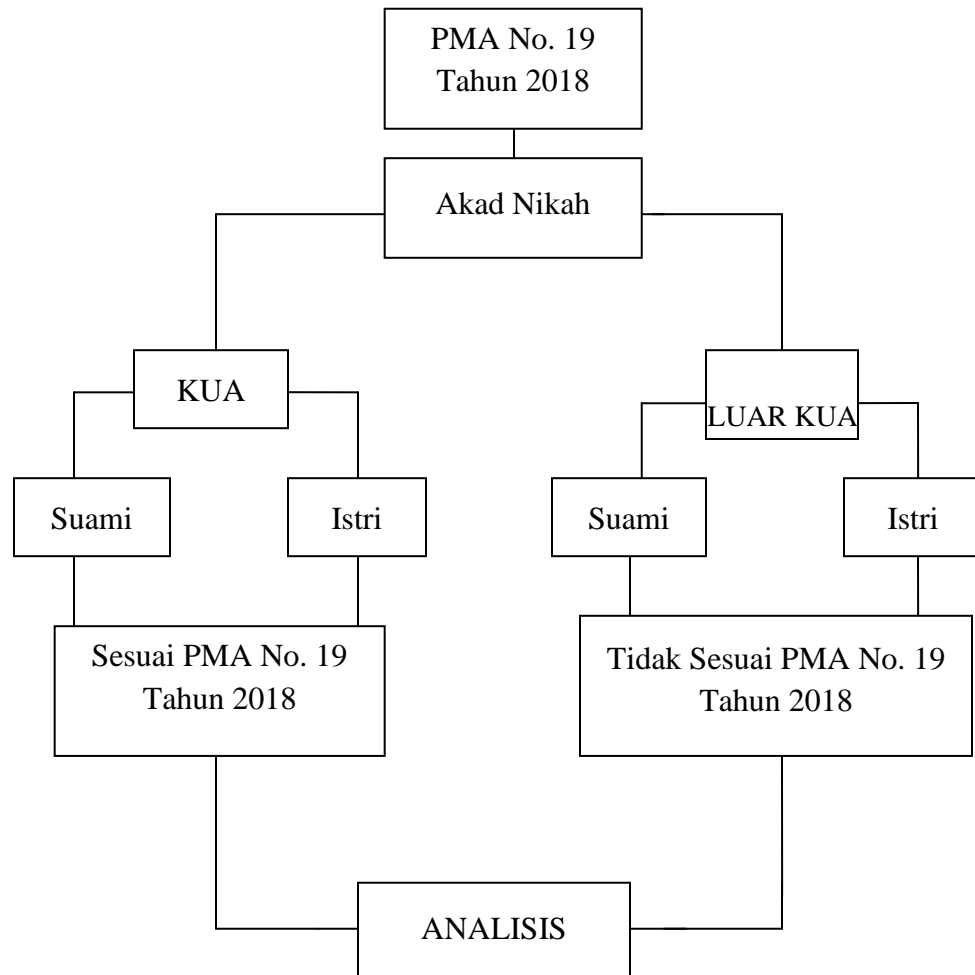 PMA No. 19
Tahun 2018
Akad Nikah
KUA
LUAR KUA
Suami
Istri
Suami
Istri
Sesuai PMA No. 19
Tahun 2018
Tidak Sesuai PMA No. 19
Tahun 2018
ANALISIS